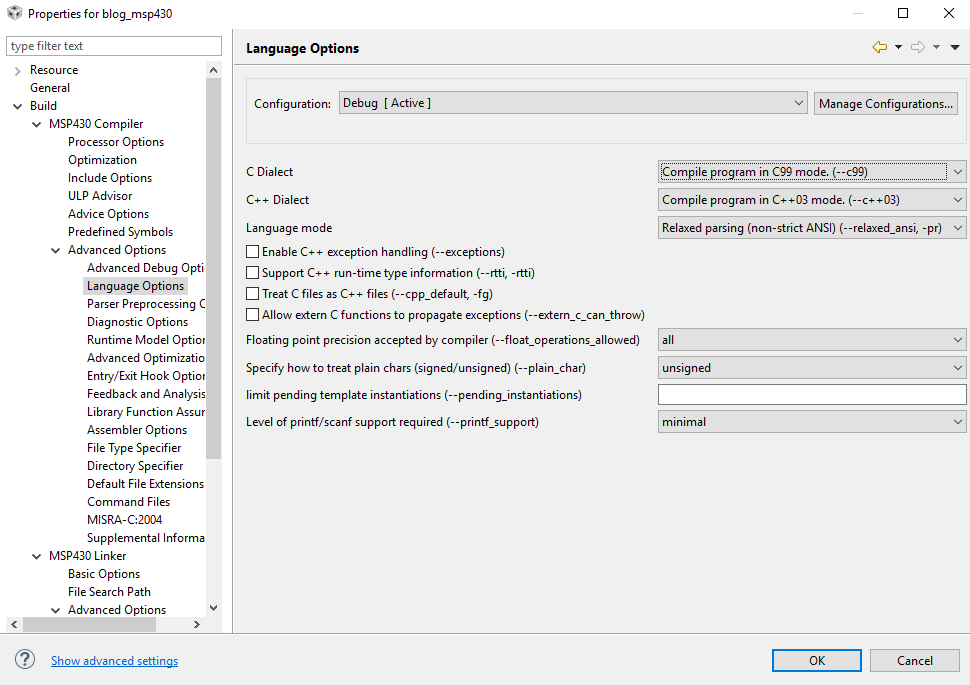 Properties for blog_msp430
type filter text
Resource
General
Build
MSP430 Compiler
Processor Options
Optimization
Include Options
ULP Advisor
Advice Options
Predefined Symbols
Advanced Options
Advanced Debug Opti
Language Options
Parser Preprocessing C
Diagnostic Options
Runtime Model Option
Advanced Optimizatio
Entry/Exit Hook Option
Feedback and Analysis
Library Function Assur
Assembler Options
File Type Specifier
Directory Specifier
Default File Extensions
Command Files
MISRA-C:2004
Supplemental Informa
MSP430 Linker
Basic Options
File Search Path
Advanced Options
Language Options
Configuration: Debug [ Active ] Manage Configurations...
C Dialect Compile program in C99 mode. (--c99)
C++ Dialect Compile program in C++03 mode. (--c++03)
Language mode Relaxed parsing (non-strict ANSI) (--relaxed_ansi, -pr)
Enable C++ exception handling (--exceptions)
Support C++ run-time type information (--rtti, -rtti)
Treat C files as C++ files (--cpp_default, -fg)
Allow extern C functions to propagate exceptions (--extern_c_can_throw)
Floating point precision accepted by compiler (--float_operations_allowed) all
Specify how to treat plain chars (signed/unsigned) (--plain_char) unsigned
limit pending template instantiations (--pending_instantiations)
Level of printf/scanf support required (--printf_support) minimal
Show advanced settings
OK Cancel